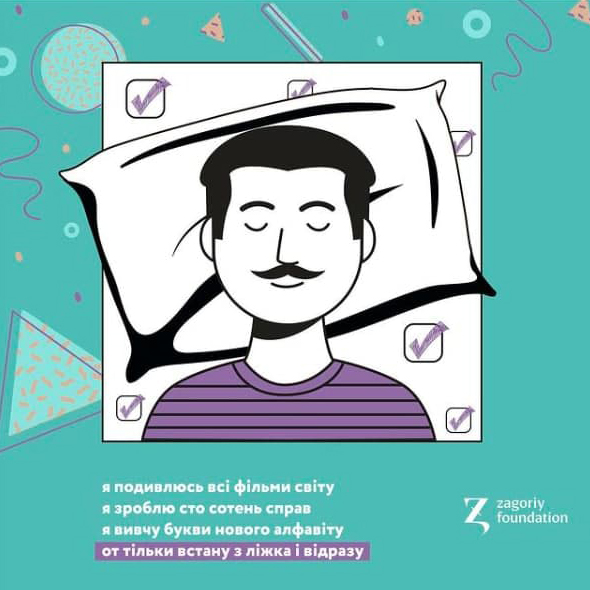 я подивлюсь всі фільми світу
я зроблю сто сотень справ
я вивчу букви нового алфавіту
от тільки встану з ліжка і відразу
zagoriy
foundation